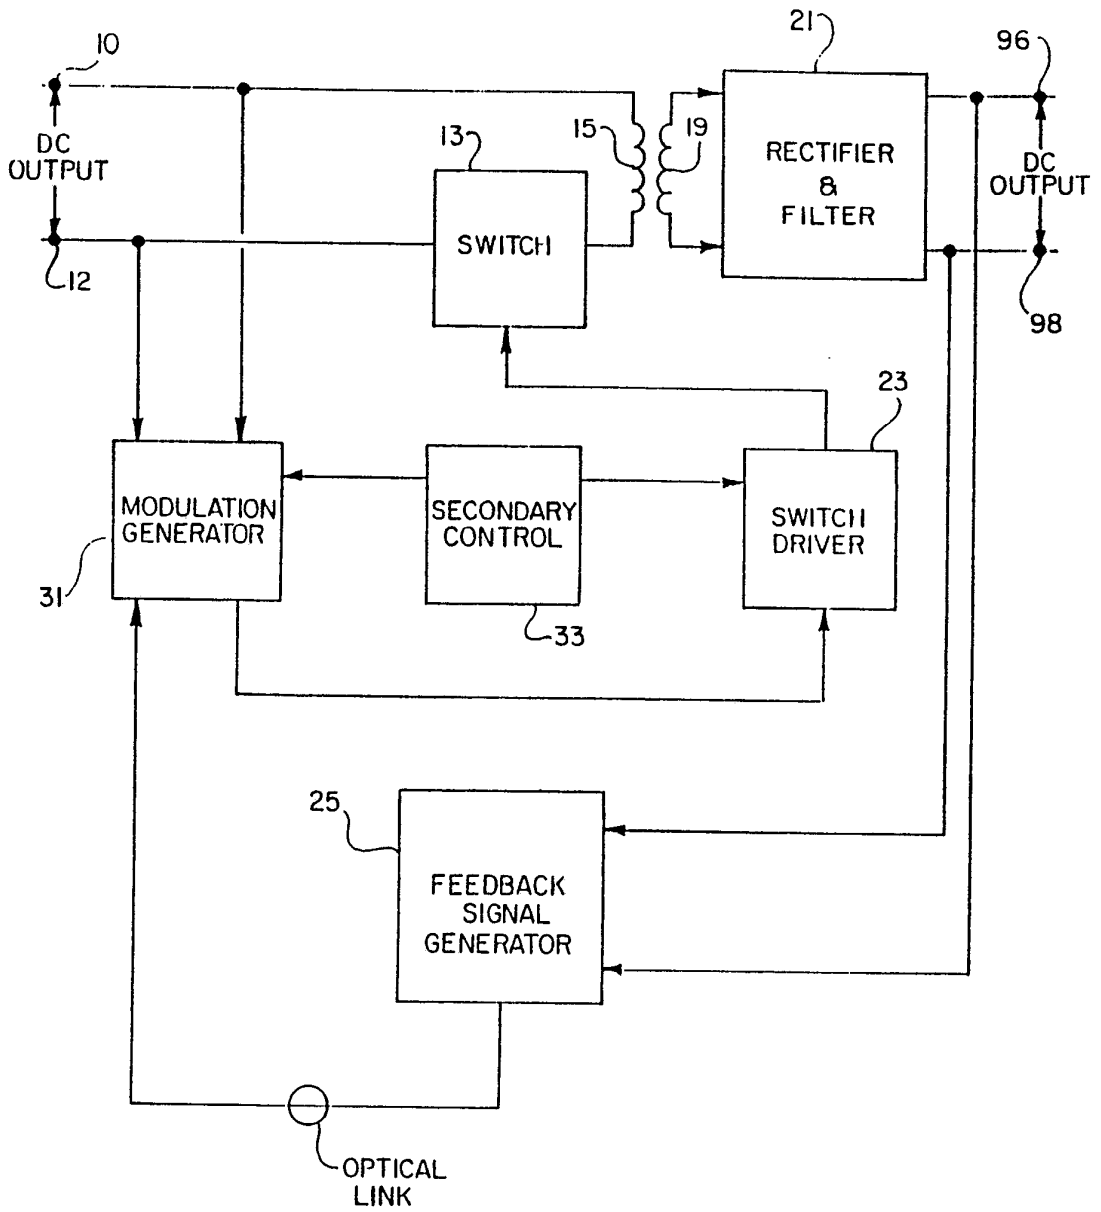 10
21
96
DC
OUTPUT
13
15
19
RECTIFIER
&
FILTER
DC
OUTPUT
SWITCH
12
98
23
MODULATION
GENERATOR
SECONDARY
CONTROL
SWITCH
DRIVER
31
33
25
FEEDBACK
SIGNAL
GENERATOR
OPTICAL
LINK